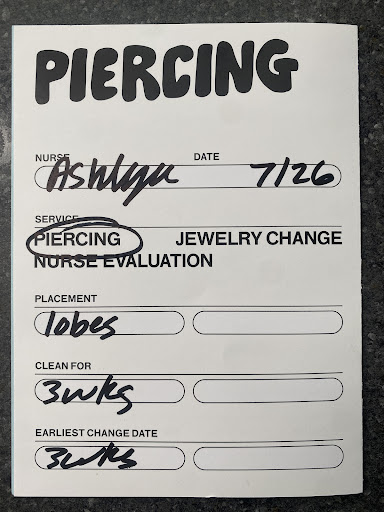 PIERCING
NURSE DATE
Ashlyn 7/26
SERVICE
PIERCING JEWELRY CHANGE
NURSE EVALUATION
PLACEMENT
lobes
CLEAN FOR
3wks
EARLIEST CHANGE DATE
3wks